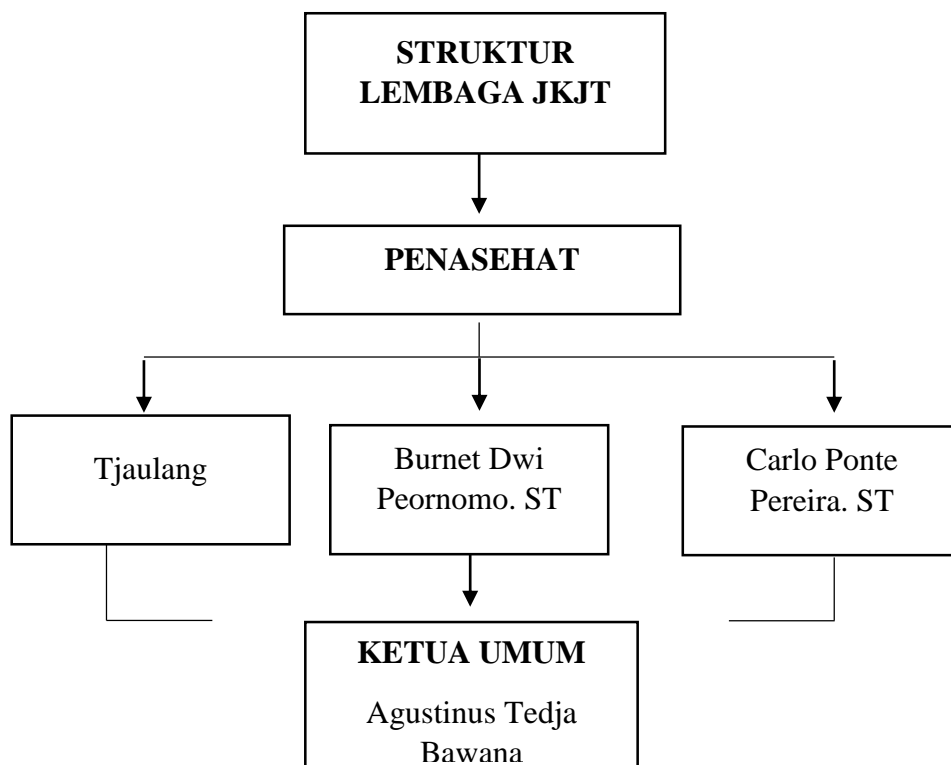 STRUKTUR
LEMBAGA JKJT
PENASEHAT
Tjaulang
Burnet Dwi
Peornomo. ST
Carlo Ponte
Pereira. ST
KETUA UMUM
Agustinus Tedja
Bawana